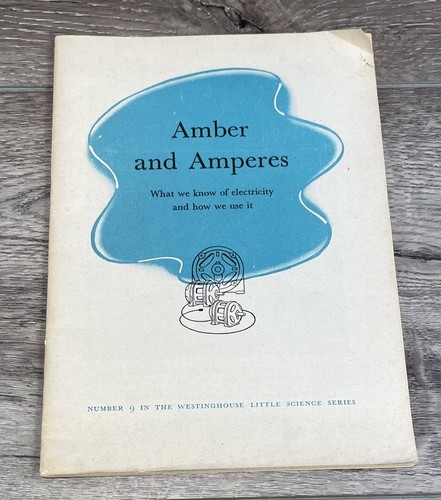 Amber
and Amperes
What we know of electricity
and how we use it
NUMBER 9 IN THE WESTINGHOUSE LITTLE SCIENCE SERIES